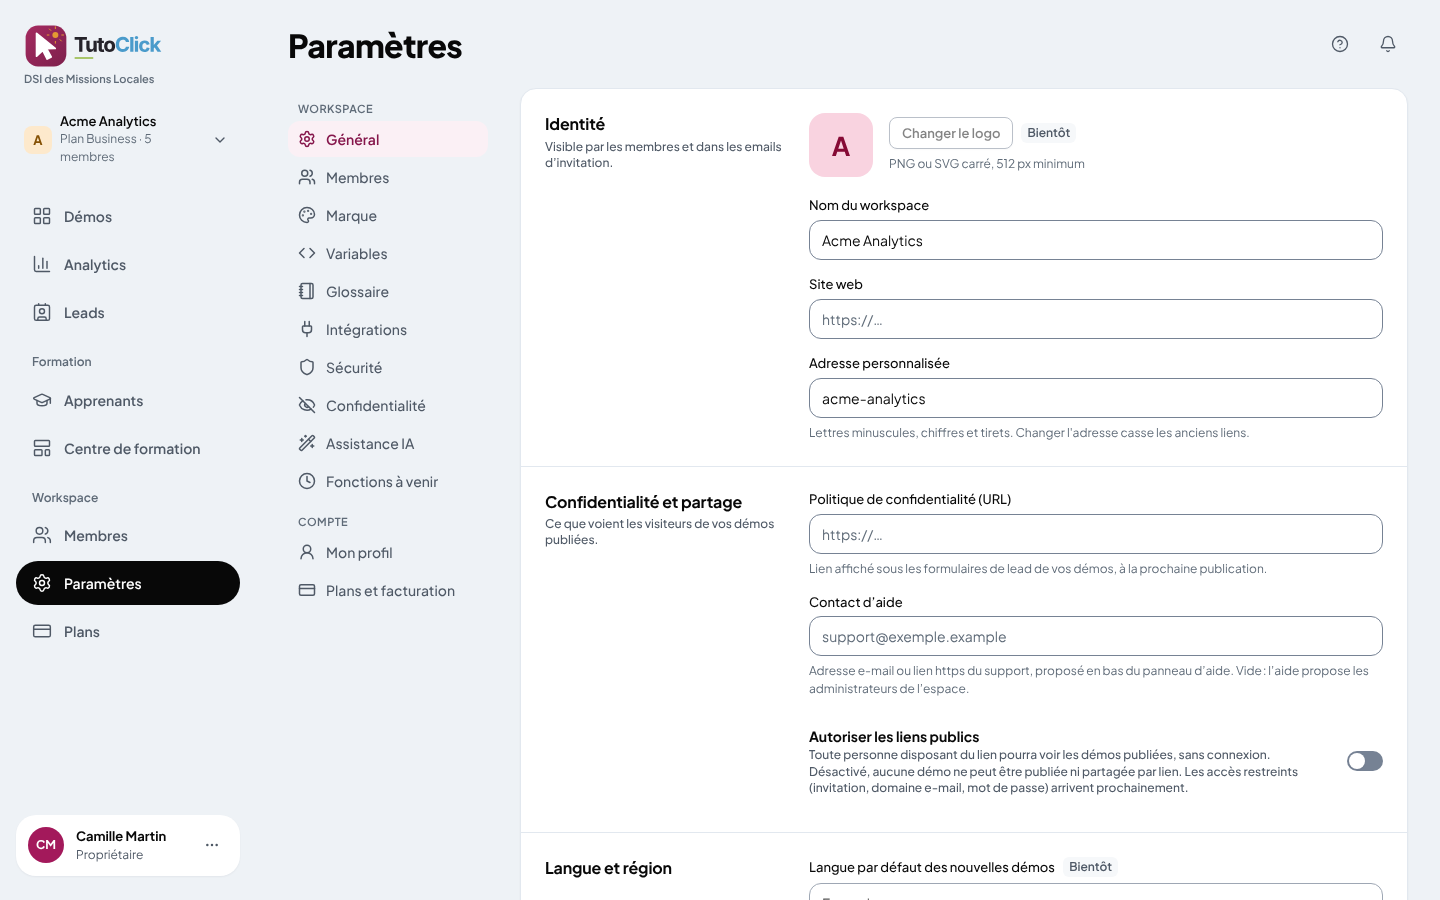 TutoClick
DSI des Missions Locales
A
Acme Analytics
Plan Business · 5
membres
Démos
Analytics
Leads
Formation
Apprenants
Centre de formation
Workspace
Membres
Paramètres
Plans
CM
Camille Martin
Propriétaire
Paramètres
WORKSPACE
Général
Membres
Marque
Variables
Glossaire
Intégrations
Sécurité
Confidentialité
Assistance IA
Fonctions à venir
COMPTE
Mon profil
Plans et facturation
Identité
Visible par les membres et dans les emails
d'invitation.
A
Changer le logo
Bientôt
PNG ou SVG carré, 512 px minimum
Nom du workspace
Acme Analytics
Site web
https://…
Adresse personnalisée
acme-analytics
Lettres minuscules, chiffres et tirets. Changer l'adresse casse les anciens liens.
Confidentialité et partage
Ce que voient les visiteurs de vos démos
publiées.
Politique de confidentialité (URL)
https://…
Lien affiché sous les formulaires de lead de vos démos, à la prochaine publication.
Contact d'aide
support@exemple.example
Adresse e-mail ou lien https du support, proposé en bas du panneau d'aide. Vide : l'aide propose les
administrateurs de l'espace.
Autoriser les liens publics
Toute personne disposant du lien pourra voir les démos publiées, sans connexion.
Désactivé, aucune démo ne peut être publiée ni partagée par lien. Les accès restreints
(invitation, domaine e-mail, mot de passe) arrivent prochainement.
Langue et région
Langue par défaut des nouvelles démos
Bientôt